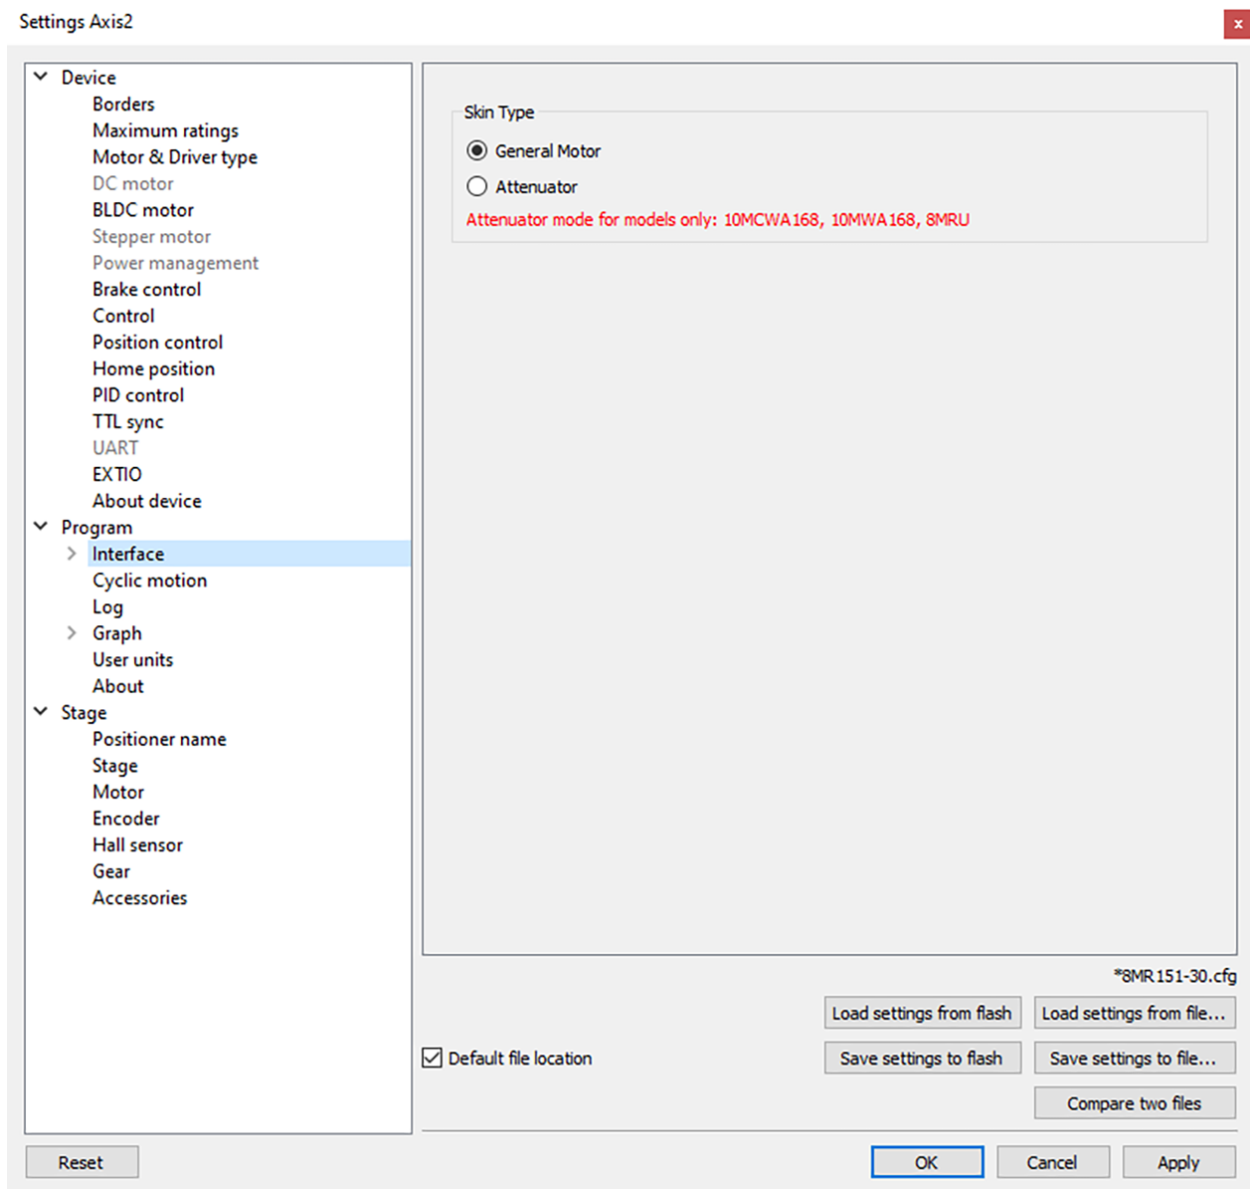 Settings Axis2
x
Device
Borders
Maximum ratings
Motor & Driver type
DC motor
BLDC motor
Stepper motor
Power management
Brake control
Control
Position control
Home position
PID control
TTL sync
UART
EXTIO
About device
Program
Interface
Cyclic motion
Log
Graph
User units
About
Stage
Positioner name
Stage
Motor
Encoder
Hall sensor
Gear
Accessories
Skin Type
General Motor
Attenuator
Attenuator mode for models only: 10MCWA168, 10MWA168, 8MRU
*8MR151-30.cfg
Load settings from flash
Load settings from file...
Default file location
Save settings to flash
Save settings to file...
Compare two files
Reset
OK
Cancel
Apply